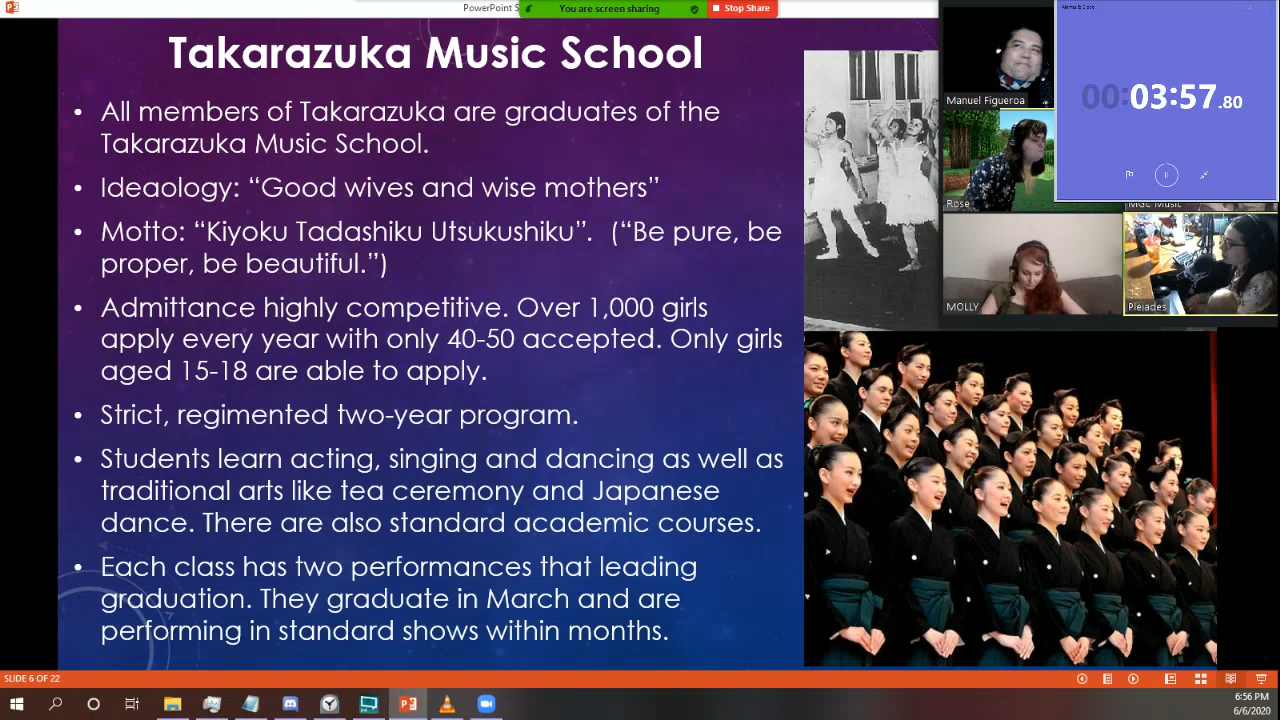 PowerPoint S
You are screen sharing
Stop Share
Alarms & Clock
Takarazuka Music School
• All members of Takarazuka are graduates of the
Takarazuka Music School.
• Ideaology: “Good wives and wise mothers”
• Motto: “Kiyoku Tadashiku Utsukushiku”. (“Be pure, be
proper, be beautiful.”)
• Admittance highly competitive. Over 1,000 girls
apply every year with only 40-50 accepted. Only girls
aged 15-18 are able to apply.
• Strict, regimented two-year program.
• Students learn acting, singing and dancing as well as
traditional arts like tea ceremony and Japanese
dance. There are also standard academic courses.
• Each class has two performances that leading
graduation. They graduate in March and are
performing in standard shows within months.
Manuel Figueroa
00:03:57.80
Rose
MGC Music
MOLLY
Pleiades
SLIDE 6 OF 22
6:56 PM
6/6/2020